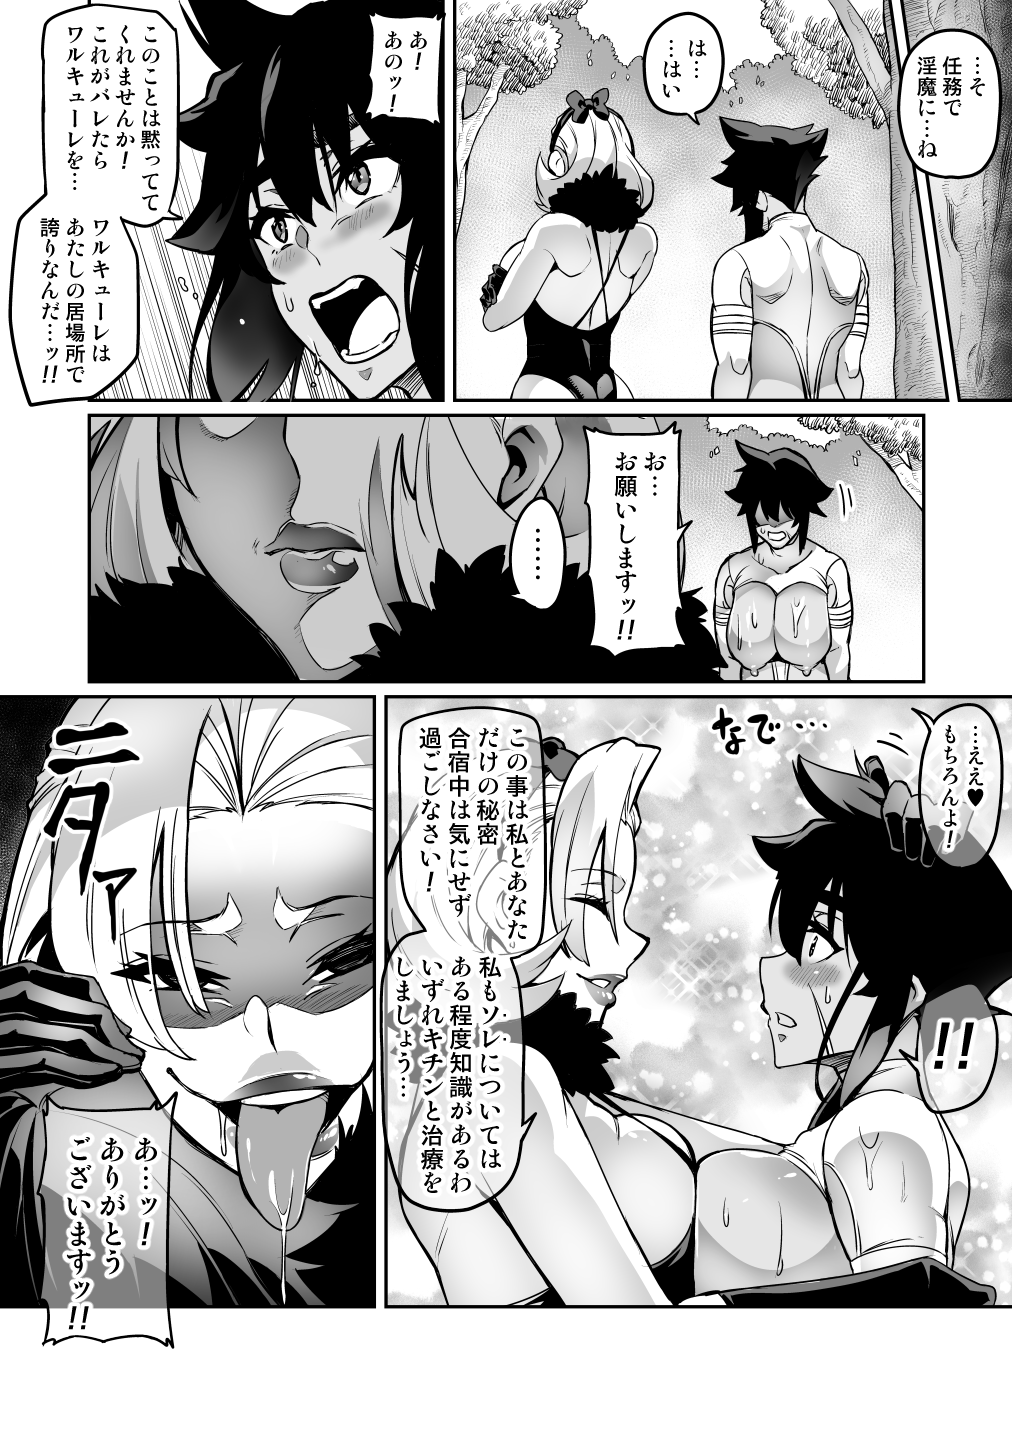 …そ
任務で
淫魔に…ね
は…
…はい
あ！
あのッ！
このことは黙ってて
くれませんか！
これがバレたら
ワルキューレを…
ワルキューレは
あたしの居場所で
誇りなんだ…ッ!!
お…
お願いしますッ!!
……
…ええ♥
もちろんよ！
なで…
!!
この事は私とあなた
だけの秘密
合宿中は気にせず
過ごしなさい！
私もソレについては
ある程度知識があるわ
いずれキチンと治療を
しましょう…
ニタァ
あ…ッ！
ありがとう
ございますッ!!